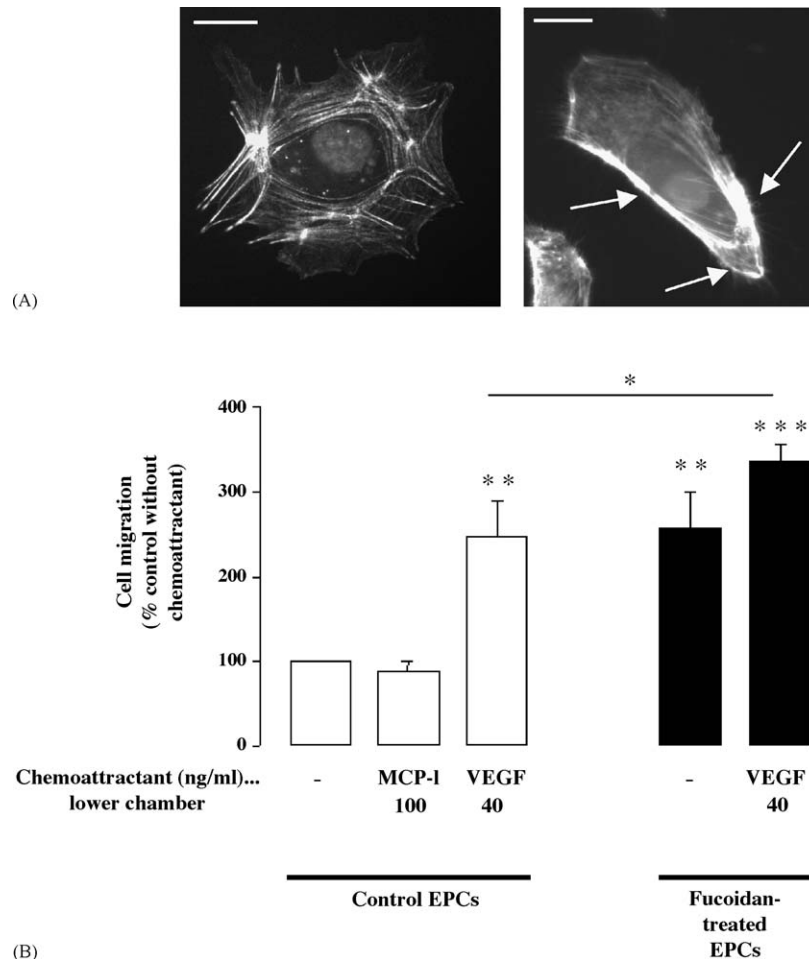 (A)
*
400
300
200
100
0
Cell migration
(% control without
chemoattractant)
* *
* *
* * *
Chemoattractant (ng/ml)...
lower chamber
-
MCP-l
100
VEGF
40
-
VEGF
40
Control EPCs
Fucoidan-
treated
EPCs
(B)